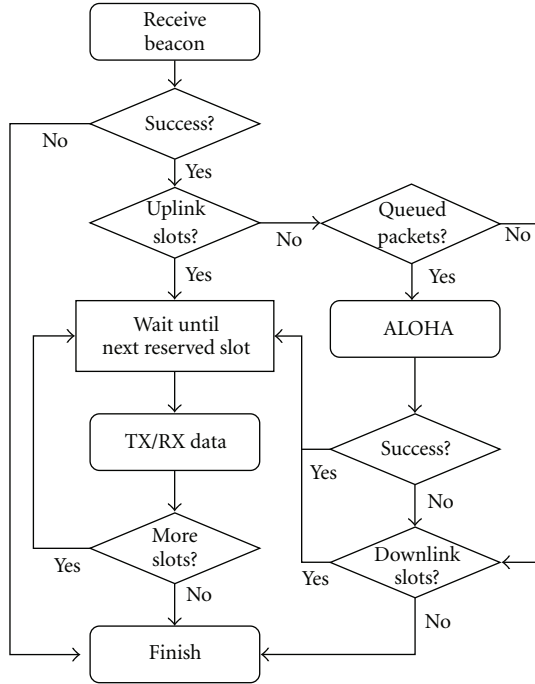 Receive
beacon
Success?
No
Yes
Uplink
slots?
No
Queued
packets?
No
Yes
Yes
Wait until
next reserved slot
ALOHA
TX/RX data
Success?
Yes
No
More
slots?
Yes
No
Downlink
slots?
Yes
No
Finish